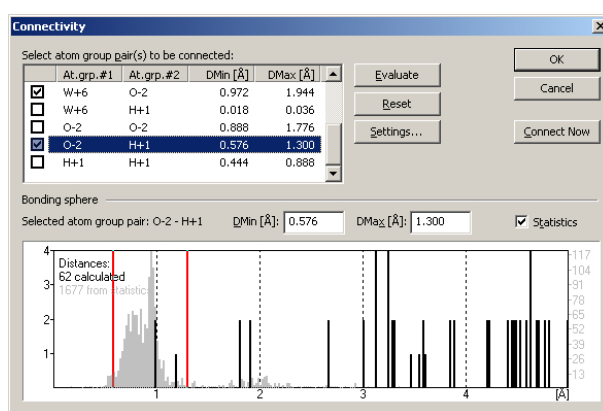 Connectivity
Select atom group pair(s) to be connected:
At.grp.#1 At.grp.#2 DMin [Å] DMax [Å]
W+6 O-2 0.972 1.944
W+6 H+1 0.018 0.036
O-2 O-2 0.888 1.776
O-2 H+1 0.576 1.300
H+1 H+1 0.444 0.888
Evaluate
Reset
Settings...
OK
Cancel
Connect Now
Bonding sphere
Selected atom group pair: O-2 - H+1 DMin [Å]: 0.576 DMax [Å]: 1.300 Statistics
Distances:
62 calculated
1677 from statistics
4
3
2
1
117
104
91
78
65
52
39
26
13
1 2 3 4 [Å]